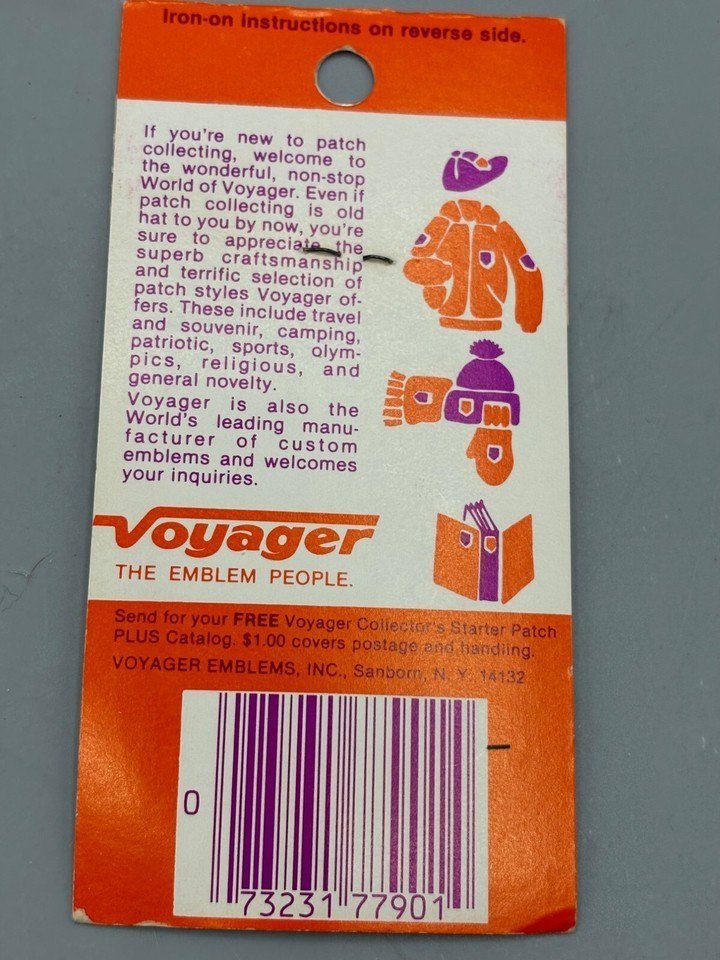 Iron-on instructions on reverse side.
If you're new to patch
collecting, welcome to
the wonderful, non-stop
World of Voyager. Even if
patch collecting is old
hat to you by now, you're
sure to appreciate the
superb craftsmanship
and terrific selection of
patch styles Voyager of-
fers. These include travel
and souvenir, camping,
patriotic, sports, olym-
pics, religious, and
general novelty.
Voyager is also the
World's leading manu-
facturer of custom
emblems and welcomes
your inquiries.
Voyager
THE EMBLEM PEOPLE.
Send for your FREE Voyager Collector's Starter Patch
PLUS Catalog. $1.00 covers postage and handling.
VOYAGER EMBLEMS, INC., Sanborn, N. Y. 14132
0 73231 77901